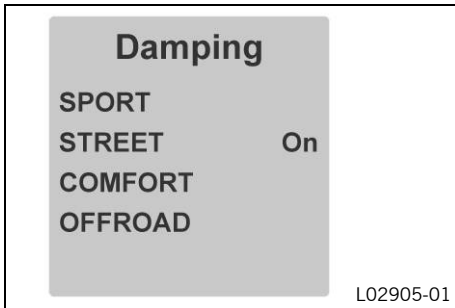 Damping
SPORT
STREET On
COMFORT
OFFROAD
L02905-01